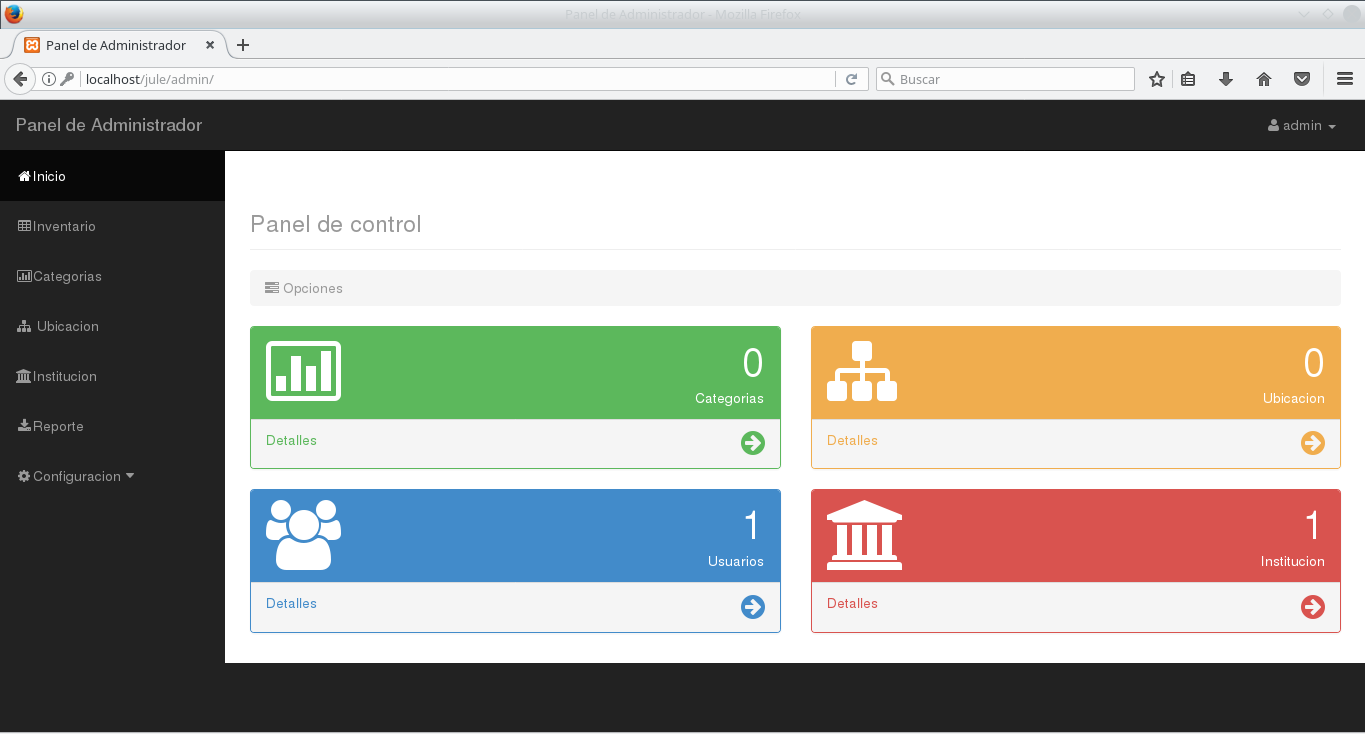 Panel de Administrador - Mozilla Firefox
Panel de Administrador
localhost/jule/admin/
Buscar
Panel de Administrador
admin
Inicio
Inventario
Categorias
Ubicacion
Institucion
Reporte
Configuracion
Panel de control
Opciones
0
Categorias
Detalles
0
Ubicacion
Detalles
1
Usuarios
Detalles
1
Institucion
Detalles